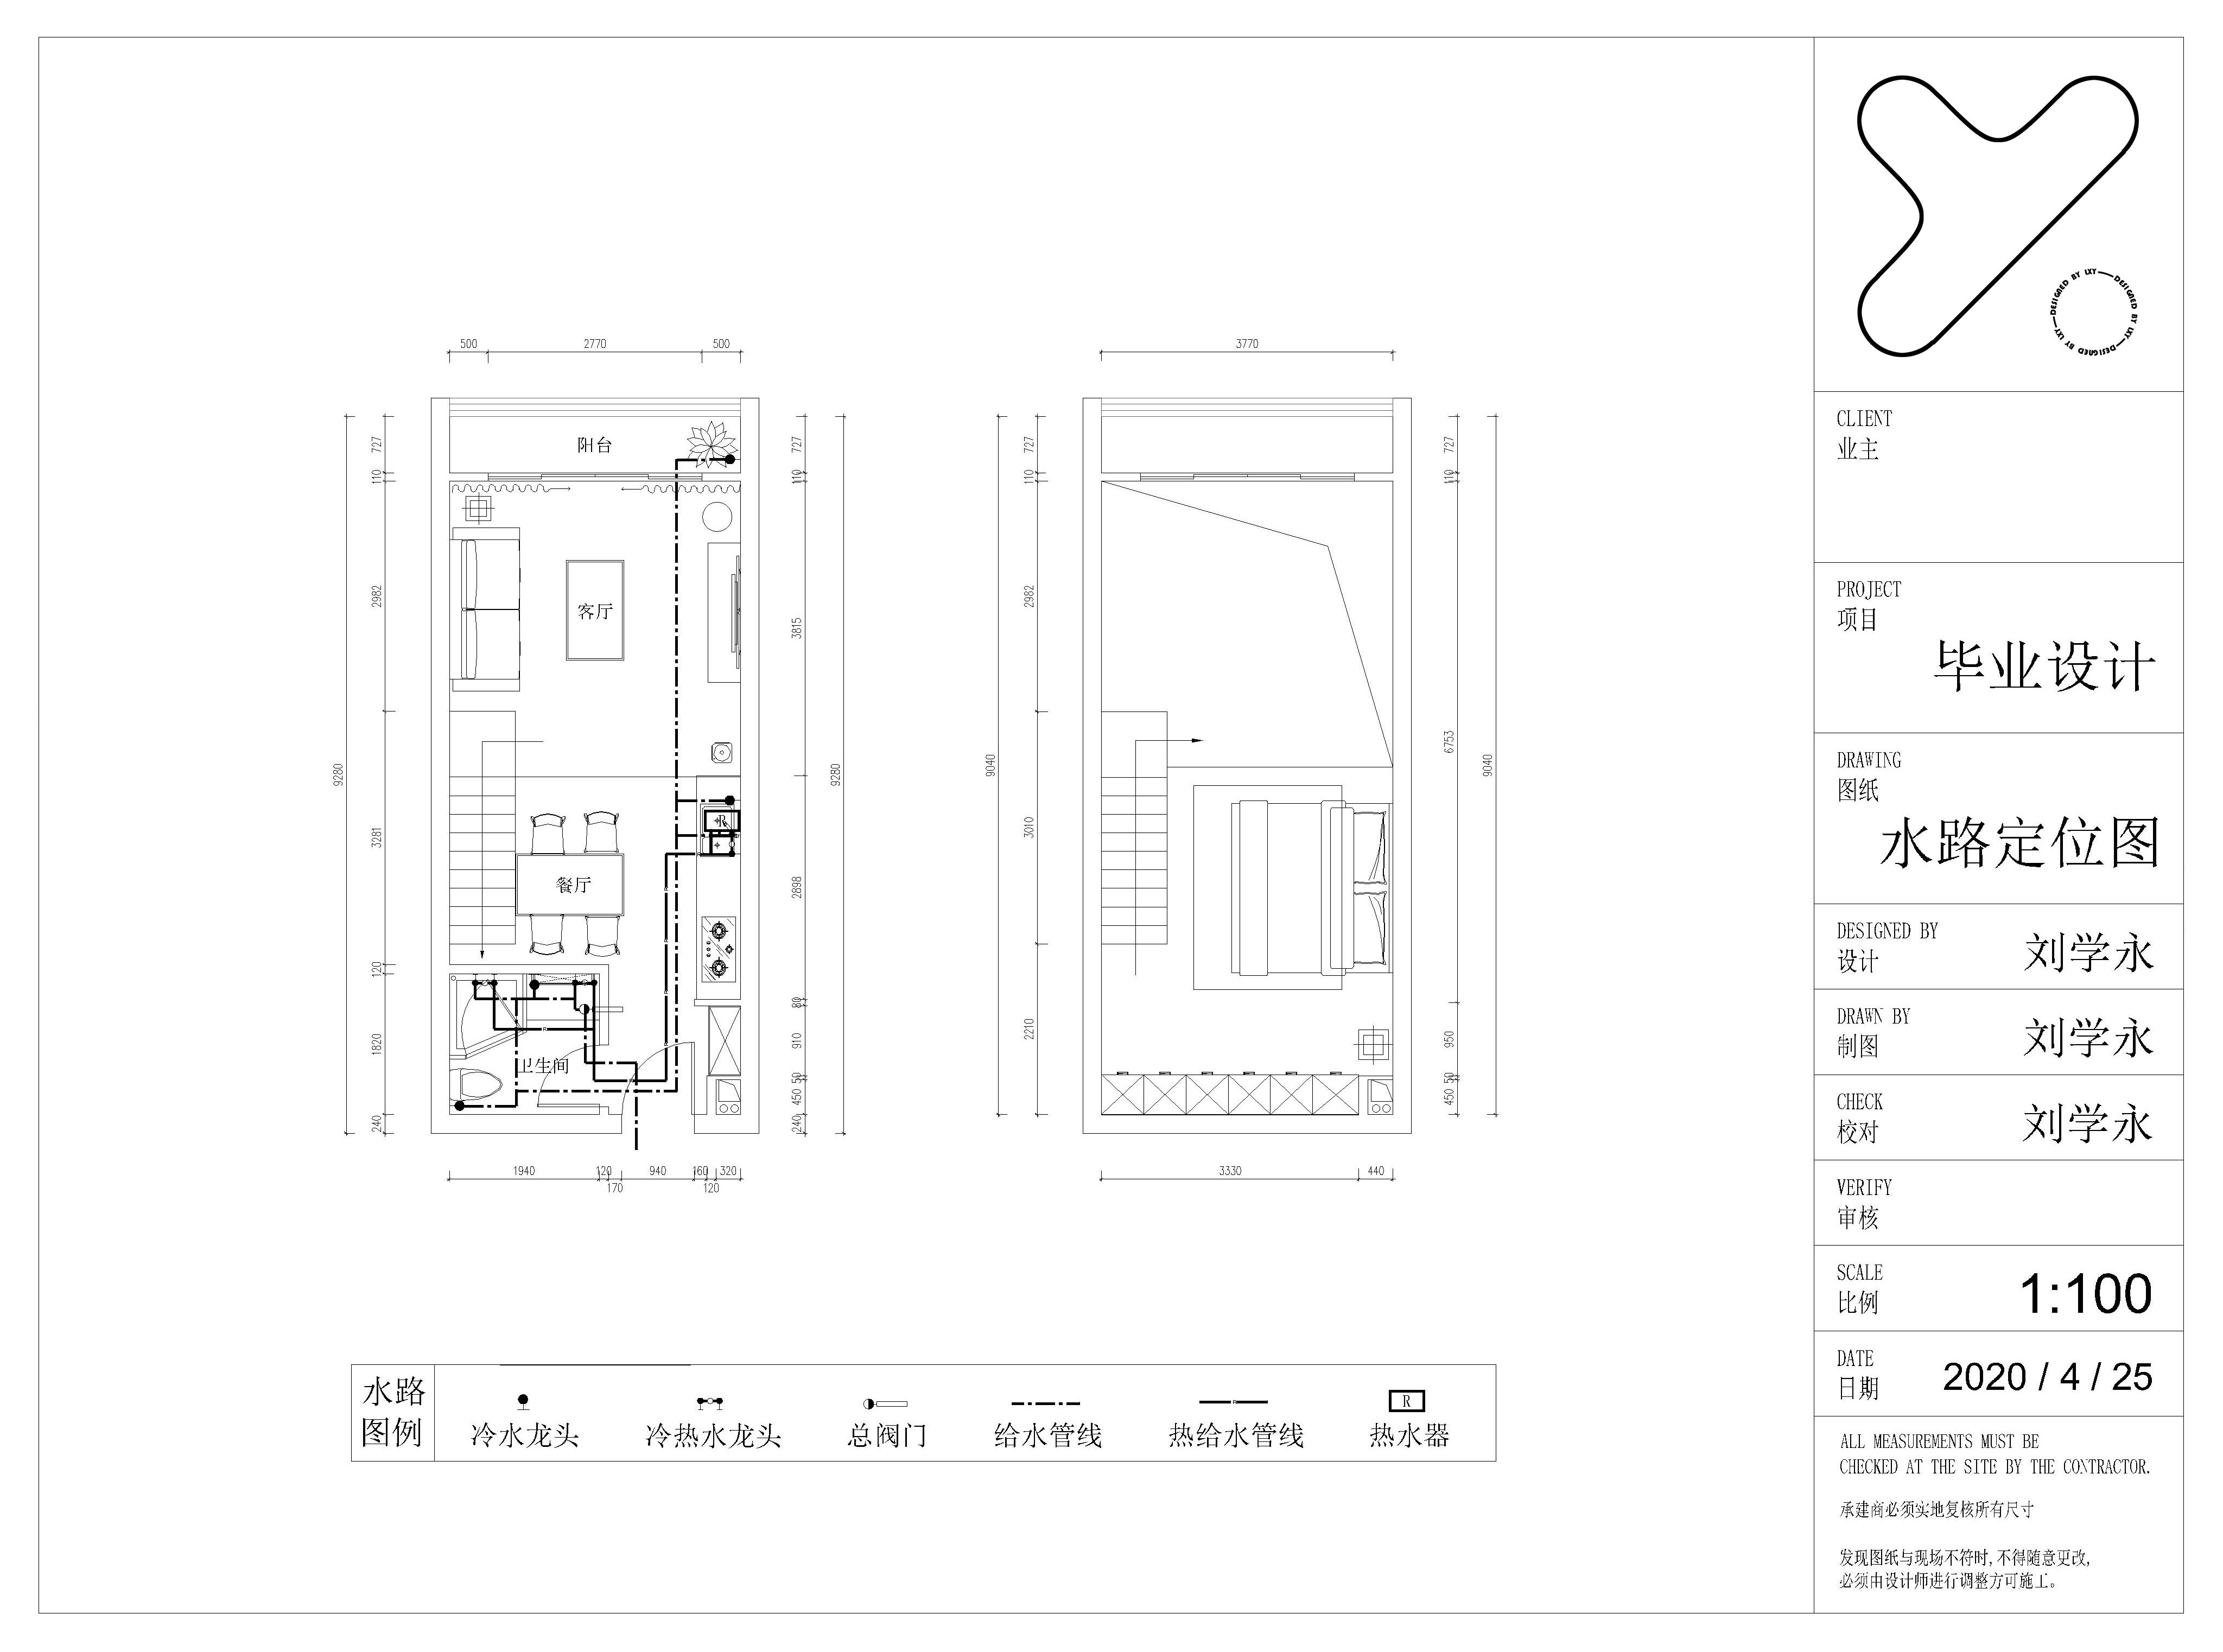 500
2770
500
3770
727
110
2982
3281
120
1820
240
9280
阳台
客厅
餐厅
卫生间
R
727
110
3815
2898
80
910
50
450
240
9280
1940
120
170
940
160
120
320
9040
727
110
2982
3010
2210
727
110
6753
950
50
450
9040
3330
440
水路
图例
冷水龙头
冷热水龙头
总阀门
给水管线
热给水管线
R
热水器
DESIGNED BY LXY
DESIGNED BY LXY
DESIGNED BY LXY
CLIENT
业主
PROJECT
项目
毕业设计
DRAWING
图纸
水路定位图
DESIGNED BY
设计
刘学永
DRAWN BY
制图
刘学永
CHECK
校对
刘学永
VERIFY
审核
SCALE
比例
1:100
DATE
日期
2020 / 4 / 25
ALL MEASUREMENTS MUST BE
CHECKED AT THE SITE BY THE CONTRACTOR.
承建商必须实地复核所有尺寸
发现图纸与现场不符时,不得随意更改,
必须由设计师进行调整方可施工。